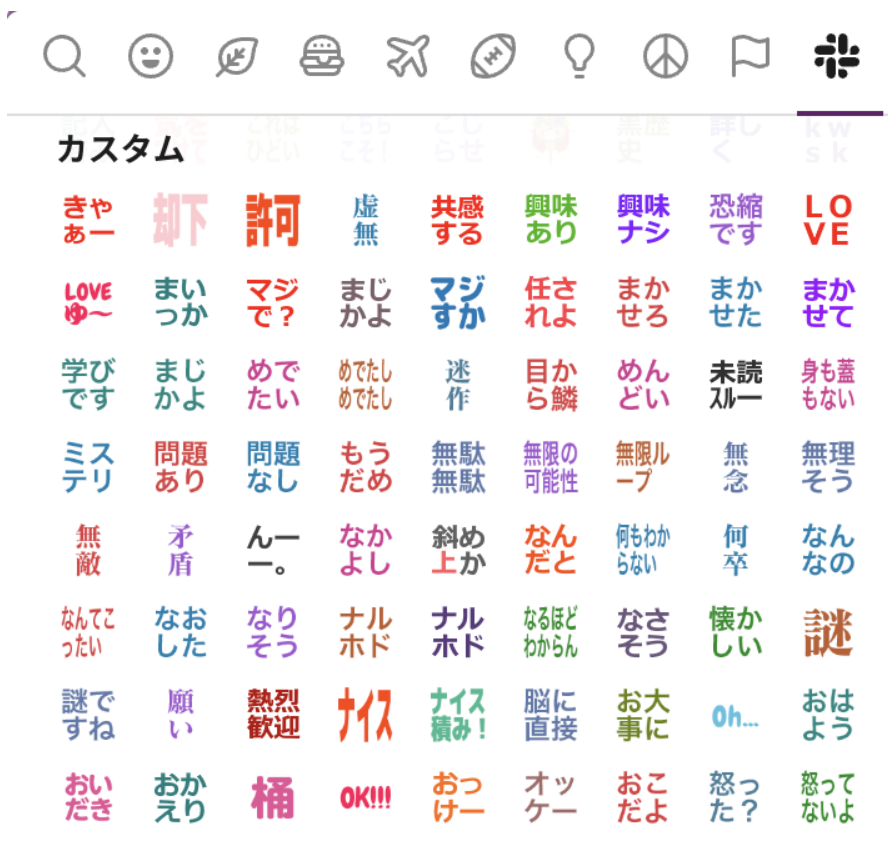 カスタム
きゃぁー 却下 許可 虚無 共感する 興味あり 興味ナシ 恐縮です LOVE
LOVEゆ〜 まいっか マジで？ まじかよ マジすか 任されよ まかせろ まかせた まかせて
学びです まじかよ めでたい めでたしめでたし 迷作 目から鱗 めんどい 未読スルー 身も蓋もない
ミステリ 問題あり 問題なし もうだめ 無駄無駄 無限の可能性 無限ループ 無念 無理そう
無敵 矛盾 んーー。 なかよし 斜め上か なんだと 何もわからない 何卒 なんなの
なんてこったい なおした なりそう ナルホド ナルホド なるほどわからん なさそう 懐かしい 謎
謎ですね 願い 熱烈歓迎 ナイス ナイス積み！ 脳に直接 お大事に Oh... おはよう
おいだき おかえり 桶 OK!!! おっけー オッケー おこだよ 怒った？ 怒ってないよ